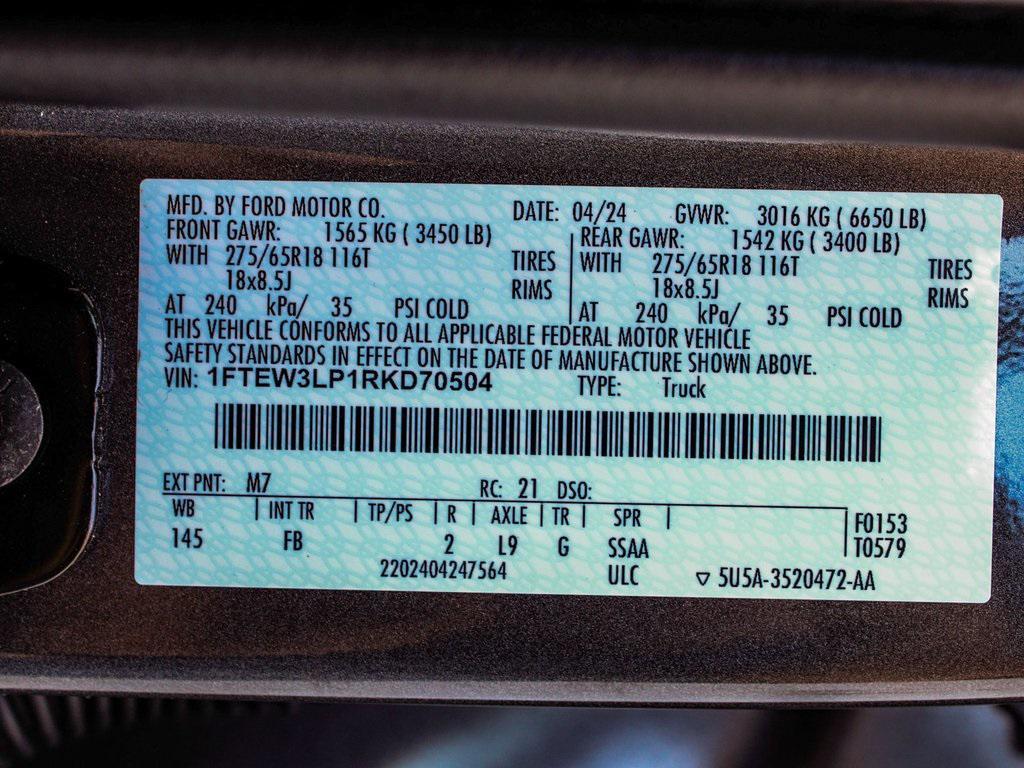 MFD. BY FORD MOTOR CO. DATE: 04/24 GVWR: 3016 KG ( 6650 LB)
FRONT GAWR: 1565 KG ( 3450 LB) REAR GAWR: 1542 KG ( 3400 LB)
WITH 275/65R18 116T TIRES WITH 275/65R18 116T TIRES
18x8.5J RIMS 18x8.5J RIMS
AT 240 kPa/ 35 PSI COLD AT 240 kPa/ 35 PSI COLD
THIS VEHICLE CONFORMS TO ALL APPLICABLE FEDERAL MOTOR VEHICLE
SAFETY STANDARDS IN EFFECT ON THE DATE OF MANUFACTURE SHOWN ABOVE.
VIN: 1FTEW3LP1RKD70504 TYPE: Truck
EXT PNT: M7 RC: 21 DSO:
WB | INT TR | TP/PS | R | AXLE | TR | SPR | F0153
145 FB 2 L9 G SSAA T0579
2202404247564 ULC ▽ 5U5A-3520472-AA